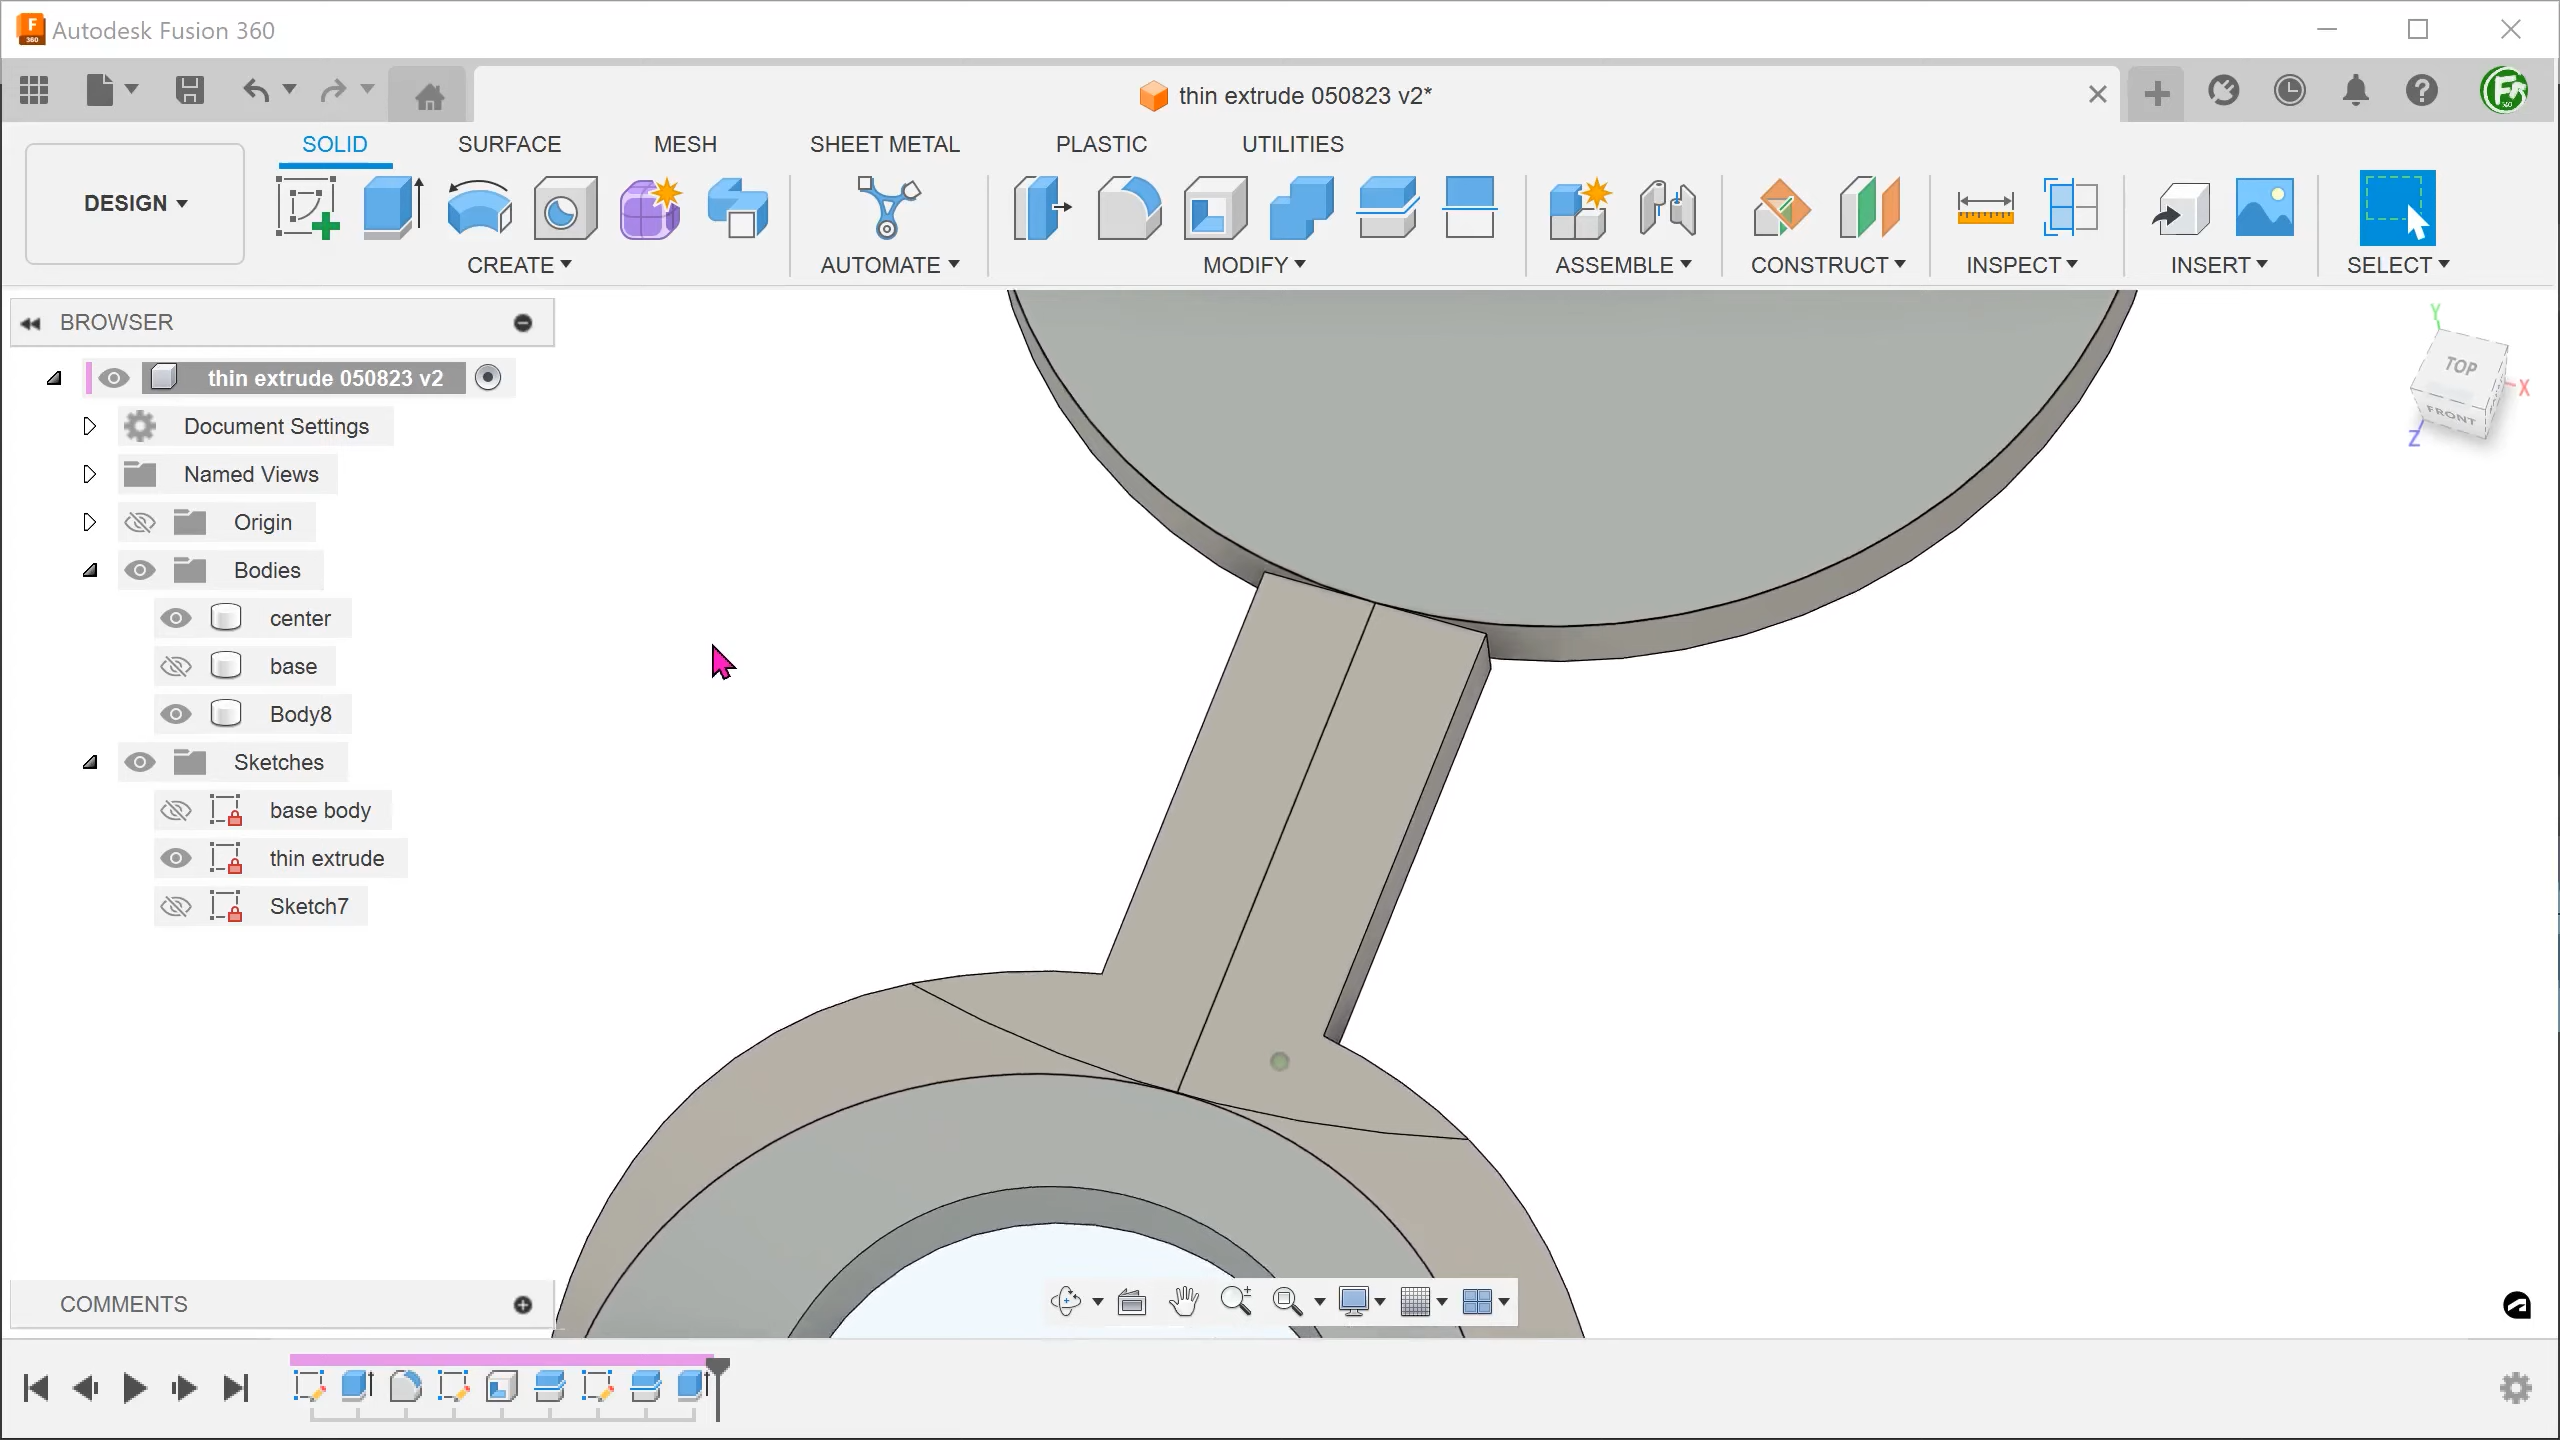 Autodesk Fusion 360
thin extrude 050823 v2*
SOLID SURFACE MESH SHEET METAL PLASTIC UTILITIES
DESIGN
CREATE AUTOMATE MODIFY ASSEMBLE CONSTRUCT INSPECT INSERT SELECT
BROWSER
thin extrude 050823 v2
Document Settings
Named Views
Origin
Bodies
center
base
Body8
Sketches
base body
thin extrude
Sketch7
Y
TOP
X
FRONT
Z
COMMENTS